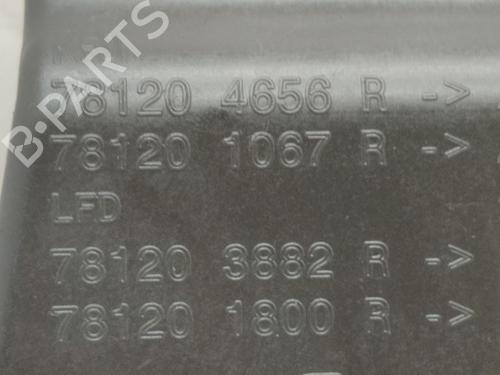 B-PARTS
78120 4656 R ->
78120 1067 R ->
LFD
78120 3882 R ->
78120 1800 R ->